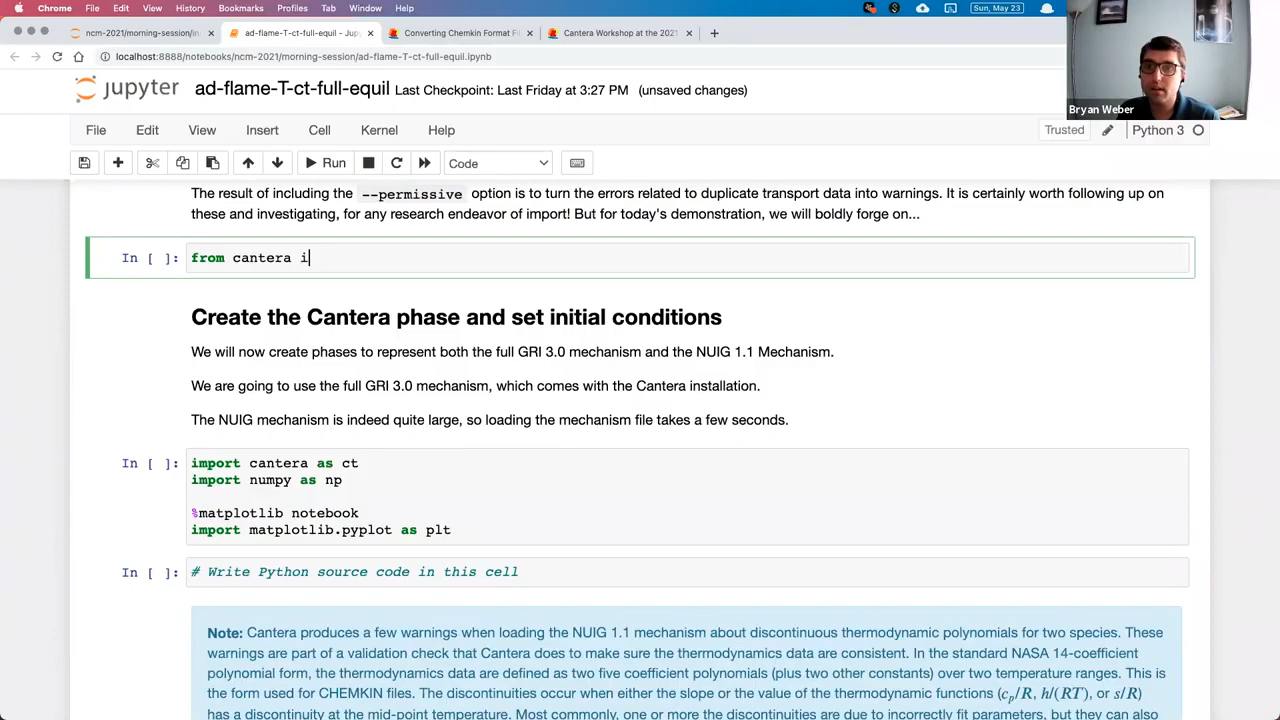 Chrome File Edit View History Bookmarks Profiles Tab Window Help Sun, May 23
ncm-2021/morning-session/in × ad-flame-T-ct-full-equil - Jup × Converting Chemkin Format F × Cantera Workshop at the 2021 × +
localhost:8888/notebooks/ncm-2021/morning-session/ad-flame-T-ct-full-equil.ipynb
jupyter ad-flame-T-ct-full-equil Last Checkpoint: Last Friday at 3:27 PM (unsaved changes)
Bryan Weber
File Edit View Insert Cell Kernel Help Trusted Python 3
Run Code
The result of including the --permissive option is to turn the errors related to duplicate transport data into warnings. It is certainly worth following up on
these and investigating, for any research endeavor of import! But for today's demonstration, we will boldly forge on...
In [ ]: from cantera i
Create the Cantera phase and set initial conditions
We will now create phases to represent both the full GRI 3.0 mechanism and the NUIG 1.1 Mechanism.
We are going to use the full GRI 3.0 mechanism, which comes with the Cantera installation.
The NUIG mechanism is indeed quite large, so loading the mechanism file takes a few seconds.
In [ ]: import cantera as ct
import numpy as np
%matplotlib notebook
import matplotlib.pyplot as plt
In [ ]: # Write Python source code in this cell
Note: Cantera produces a few warnings when loading the NUIG 1.1 mechanism about discontinuous thermodynamic polynomials for two species. These
warnings are part of a validation check that Cantera does to make sure the thermodynamics data are consistent. In the standard NASA 14-coefficient
polynomial form, the thermodynamics data are defined as two five coefficient polynomials (plus two other constants) over two temperature ranges. This is
the form used for CHEMKIN files. The discontinuities occur when either the slope or the value of the thermodynamic functions (cp/R, h/(RT), or s/R)
has a discontinuity at the mid-point temperature. Most commonly, one or more the discontinuities are due to incorrectly fit parameters, but they can also